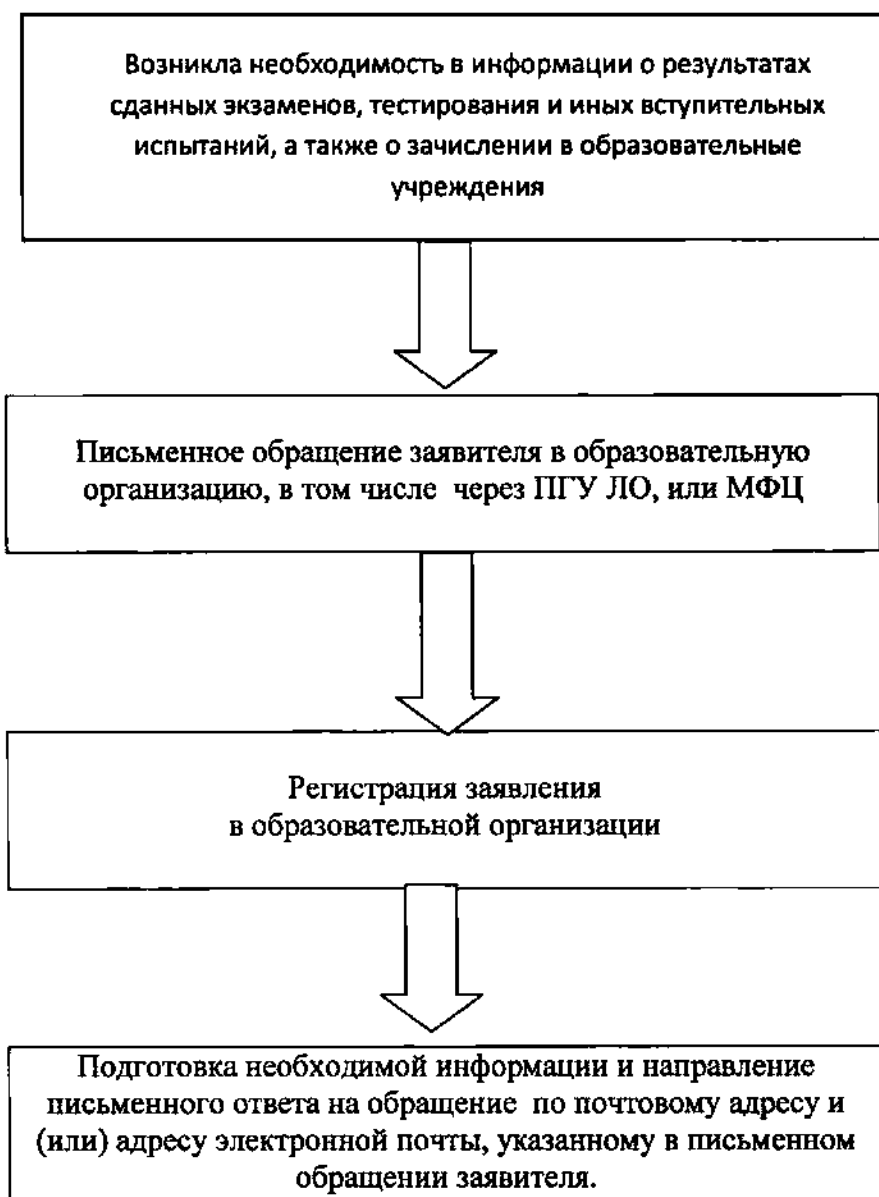 Возникла необходимость в информации о результатах
сданных экзаменов, тестирования и иных вступительных
испытаний, а также о зачислении в образовательные
учреждения
Письменное обращение заявителя в образовательную
организацию, в том числе через ПГУ ЛО, или МФЦ
Регистрация заявления
в образовательной организации
Подготовка необходимой информации и направление
письменного ответа на обращение по почтовому адресу и
(или) адресу электронной почты, указанному в письменном
обращении заявителя.